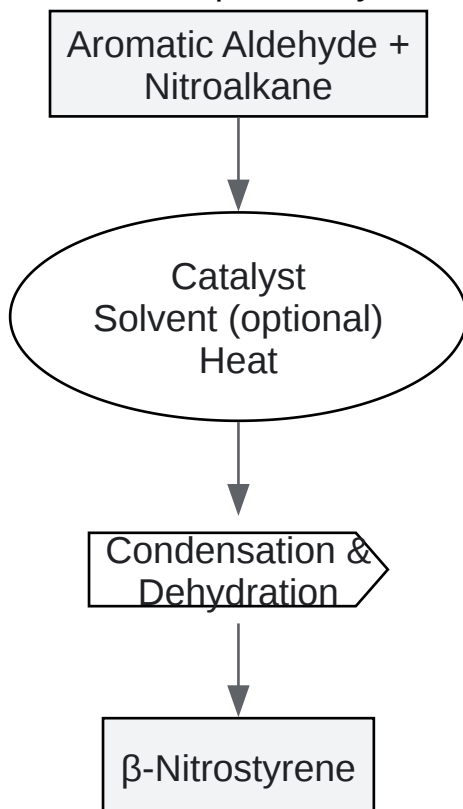 Aromatic Aldehyde +
Nitroalkane
Catalyst
Solvent (optional)
Heat
Condensation &
Dehydration
β-Nitrostyrene